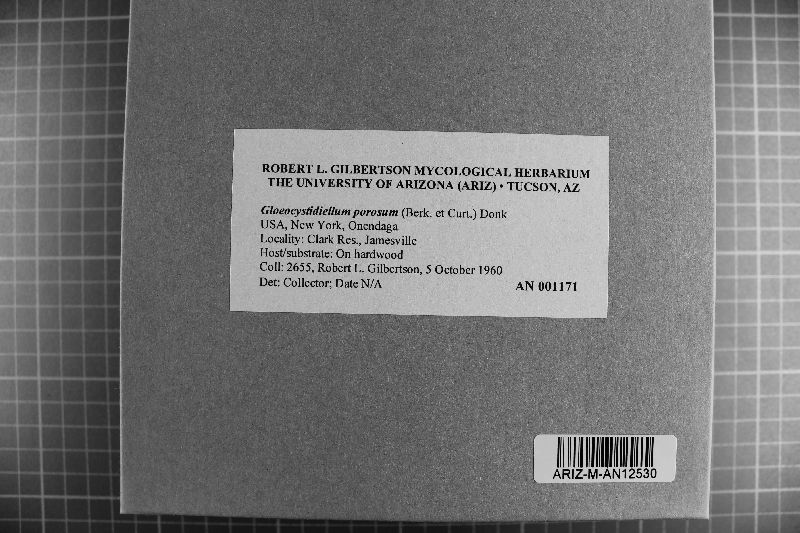 ROBERT L. GILBERTSON MYCOLOGICAL HERBARIUM
THE UNIVERSITY OF ARIZONA (ARIZ) • TUCSON, AZ
Gloeocystidiellum porosum (Berk. et Curt.) Donk
USA, New York, Onendaga
Locality: Clark Res., Jamesville
Host/substrate: On hardwood
Coll: 2655, Robert L. Gilbertson, 5 October 1960
Det: Collector; Date N/A AN 001171
ARIZ-M-AN12530